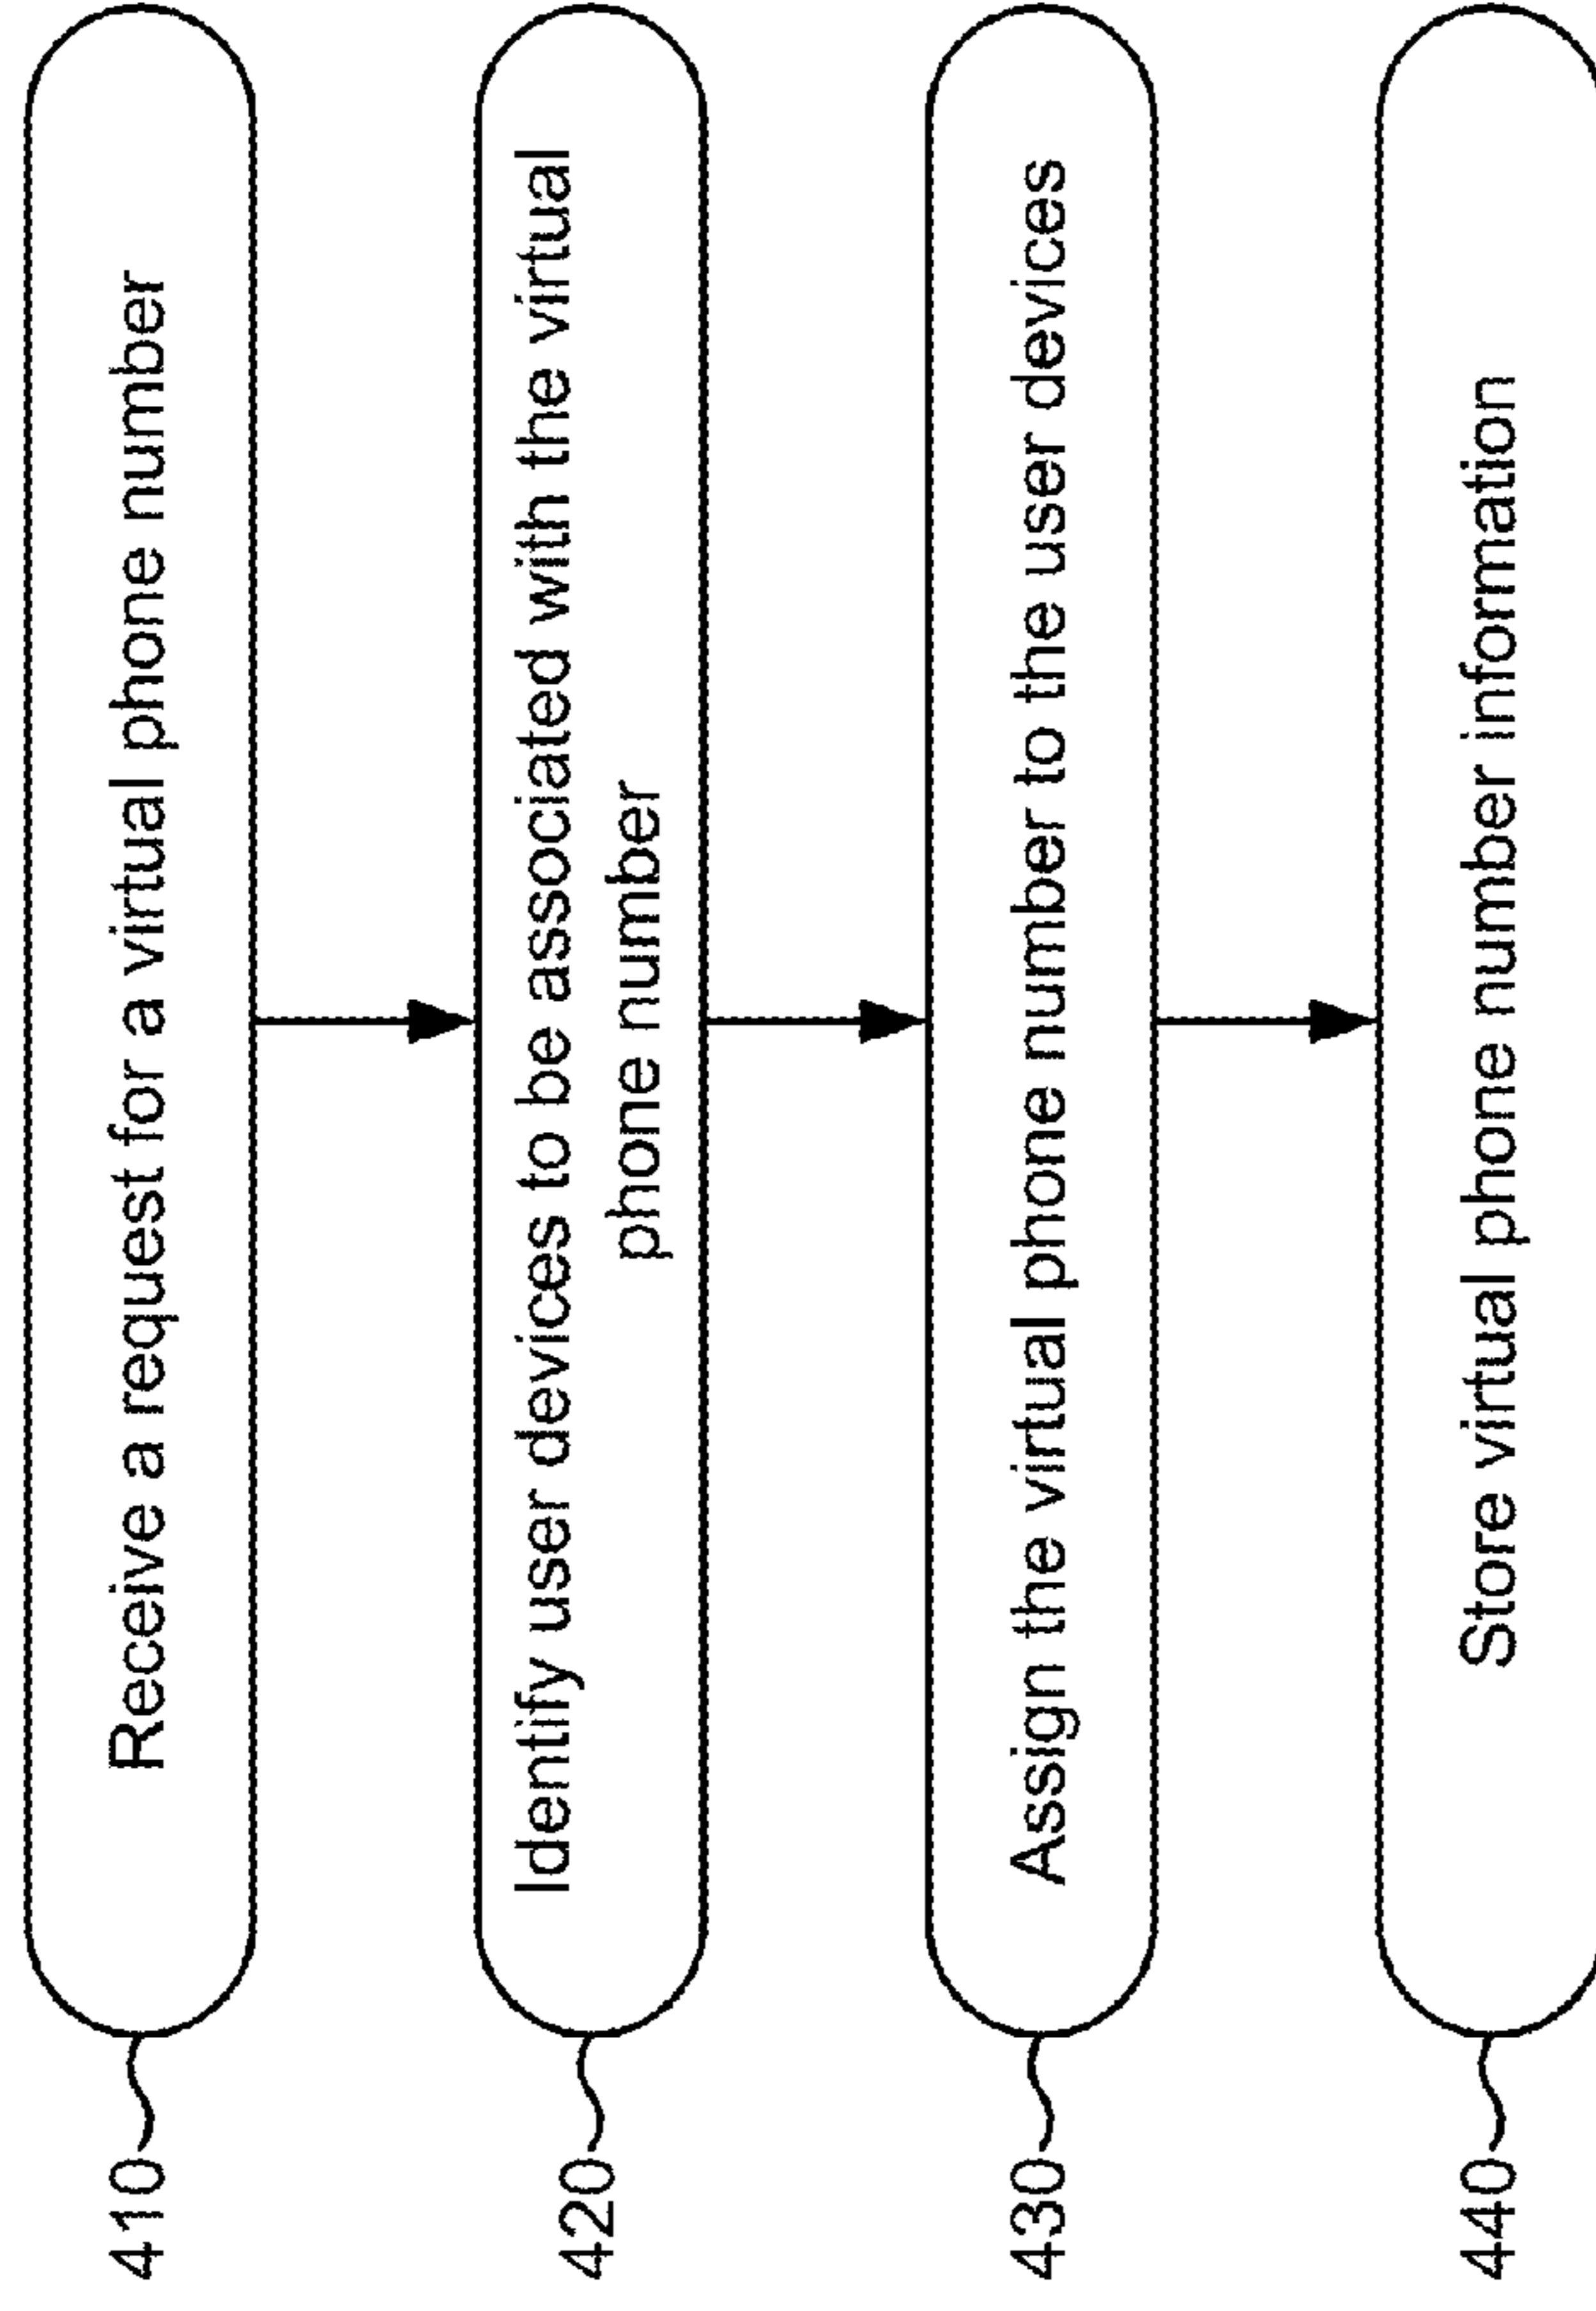 410
Receive a request for a virtual phone number
420
Identify user devices to be associated with the virtual
phone number
430
Assign the virtual phone number to the user devices
440
Store virtual phone number information